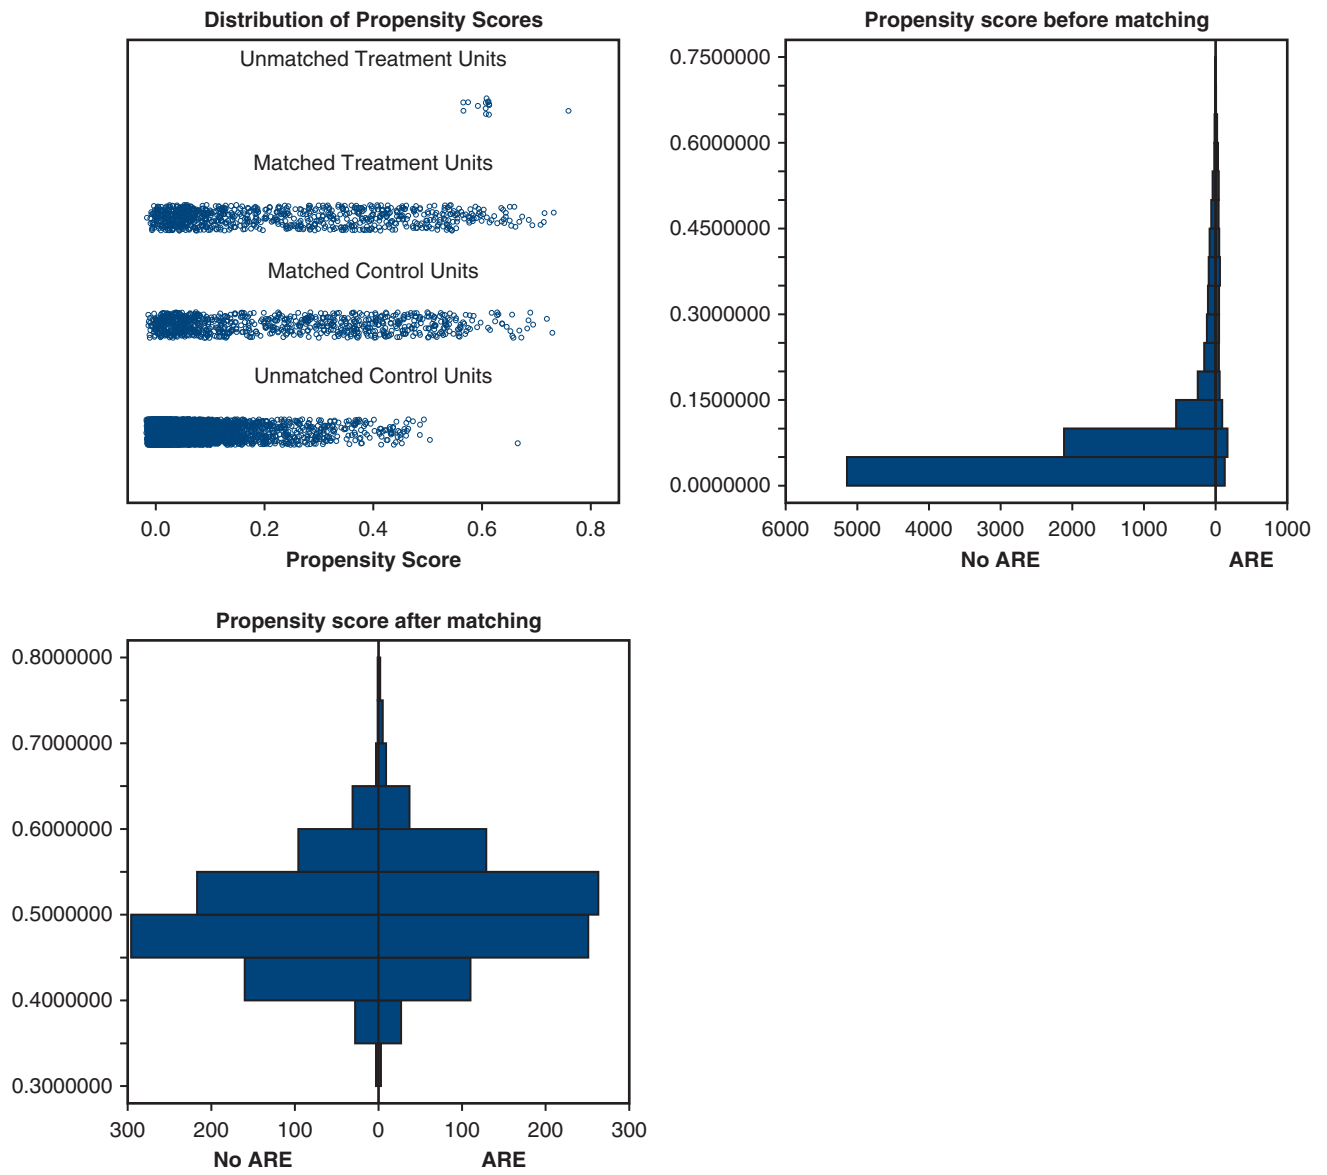 Distribution of Propensity Scores
Unmatched Treatment Units
Matched Treatment Units
Matched Control Units
Unmatched Control Units
0.0 0.2 0.4 0.6 0.8
Propensity Score
Propensity score before matching
0.7500000
0.6000000
0.4500000
0.3000000
0.1500000
0.0000000
6000 5000 4000 3000 2000 1000 0 1000
No ARE ARE
Propensity score after matching
0.8000000
0.7000000
0.6000000
0.5000000
0.4000000
0.3000000
300 200 100 0 100 200 300
No ARE ARE